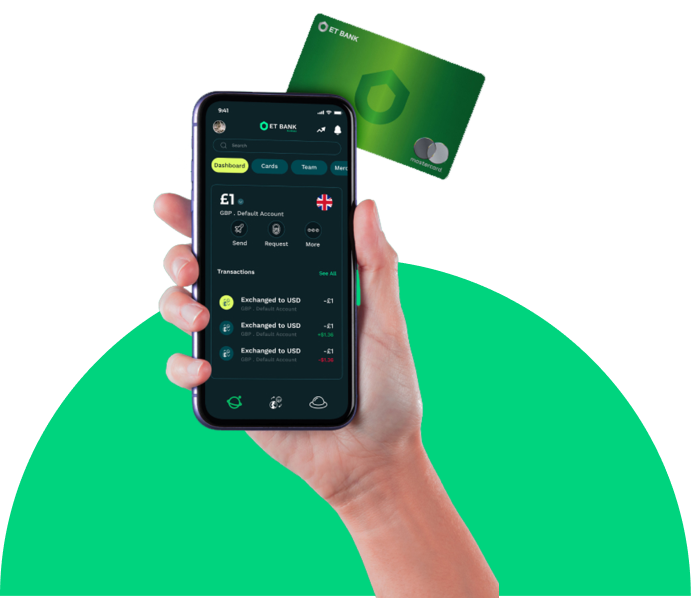 ET BANK
mastercard
9:41
ET BANK
Search
Dashboard
Cards
Team
Merc
£1
GBP . Default Account
Send
Request
More
Transactions
See All
Exchanged to USD
-£1
GBP . Default Account
Exchanged to USD
-£1
GBP . Default Account
+$1.30
Exchanged to USD
-£1
GBP . Default Account
-$1.30